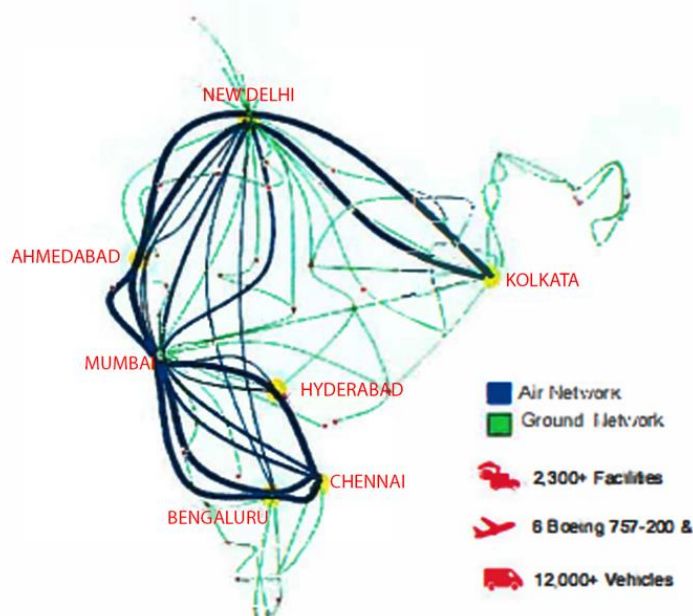 NEW DELHI
AHMEDABAD
KOLKATA
MUMBAI
HYDERABAD
Air Network
Ground Network
2,300+ Facilities
CHENNAI
BENGALURU
6 Boeing 757-200 &
12,000+ Vehicles